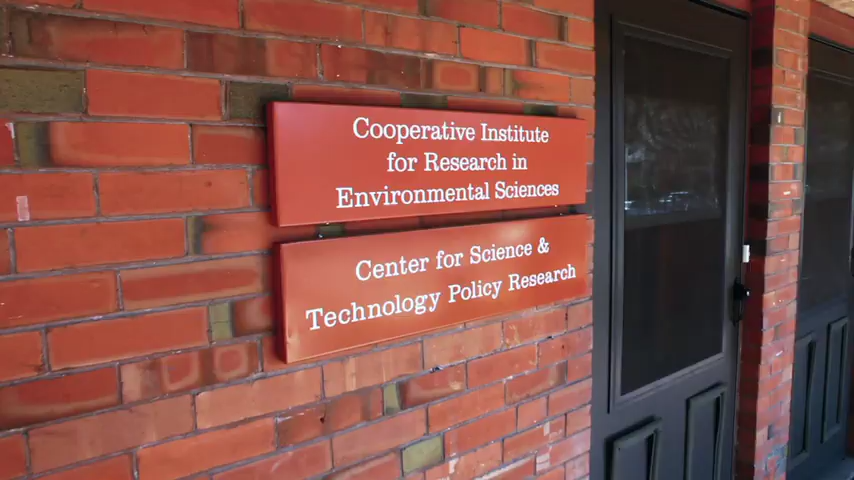 Cooperative Institute
for Research in
Environmental Sciences
Center for Science &
Technology Policy Research